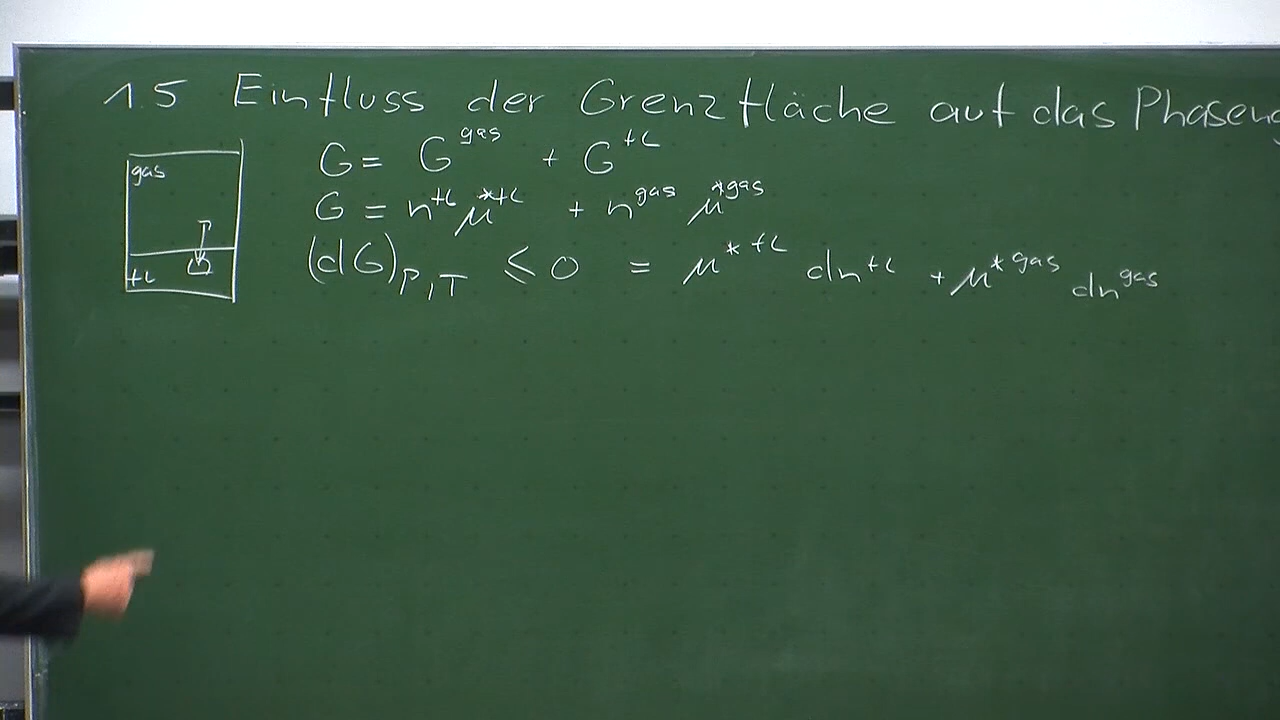 1.5 Einfluss der Grenzfläche auf das Phaseng
gas
fl
G = G^gas + G^fl
G = n^fl μ^*fl + n^gas μ^*gas
(dG)_P,T ≤ 0 = μ^*fl dn^fl + μ^*gas dn^gas